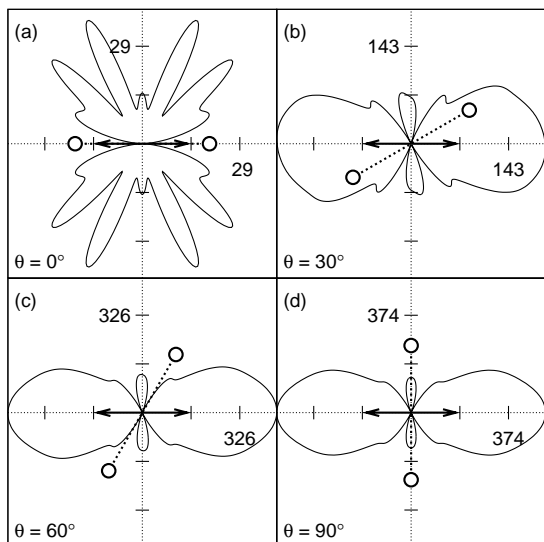 (a)
29
29
θ = 0°
(b)
143
143
θ = 30°
(c)
326
326
θ = 60°
(d)
374
374
θ = 90°